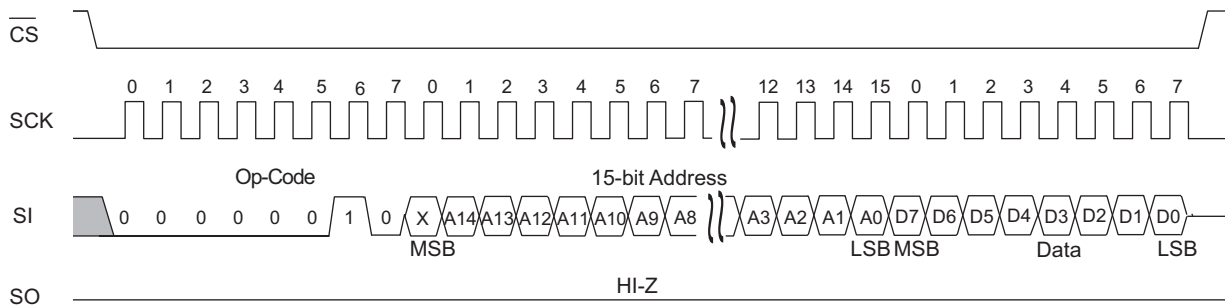 CS
0 1 2 3 4 5 6 7 0 1 2 3 4 5 6 7 12 13 14 15 0 1 2 3 4 5 6 7
SCK
Op-Code 15-bit Address
SI 0 0 0 0 0 0 1 0 X A14 A13 A12 A11 A10 A9 A8 A3 A2 A1 A0 D7 D6 D5 D4 D3 D2 D1 D0
MSB LSB MSB Data LSB
HI-Z
SO